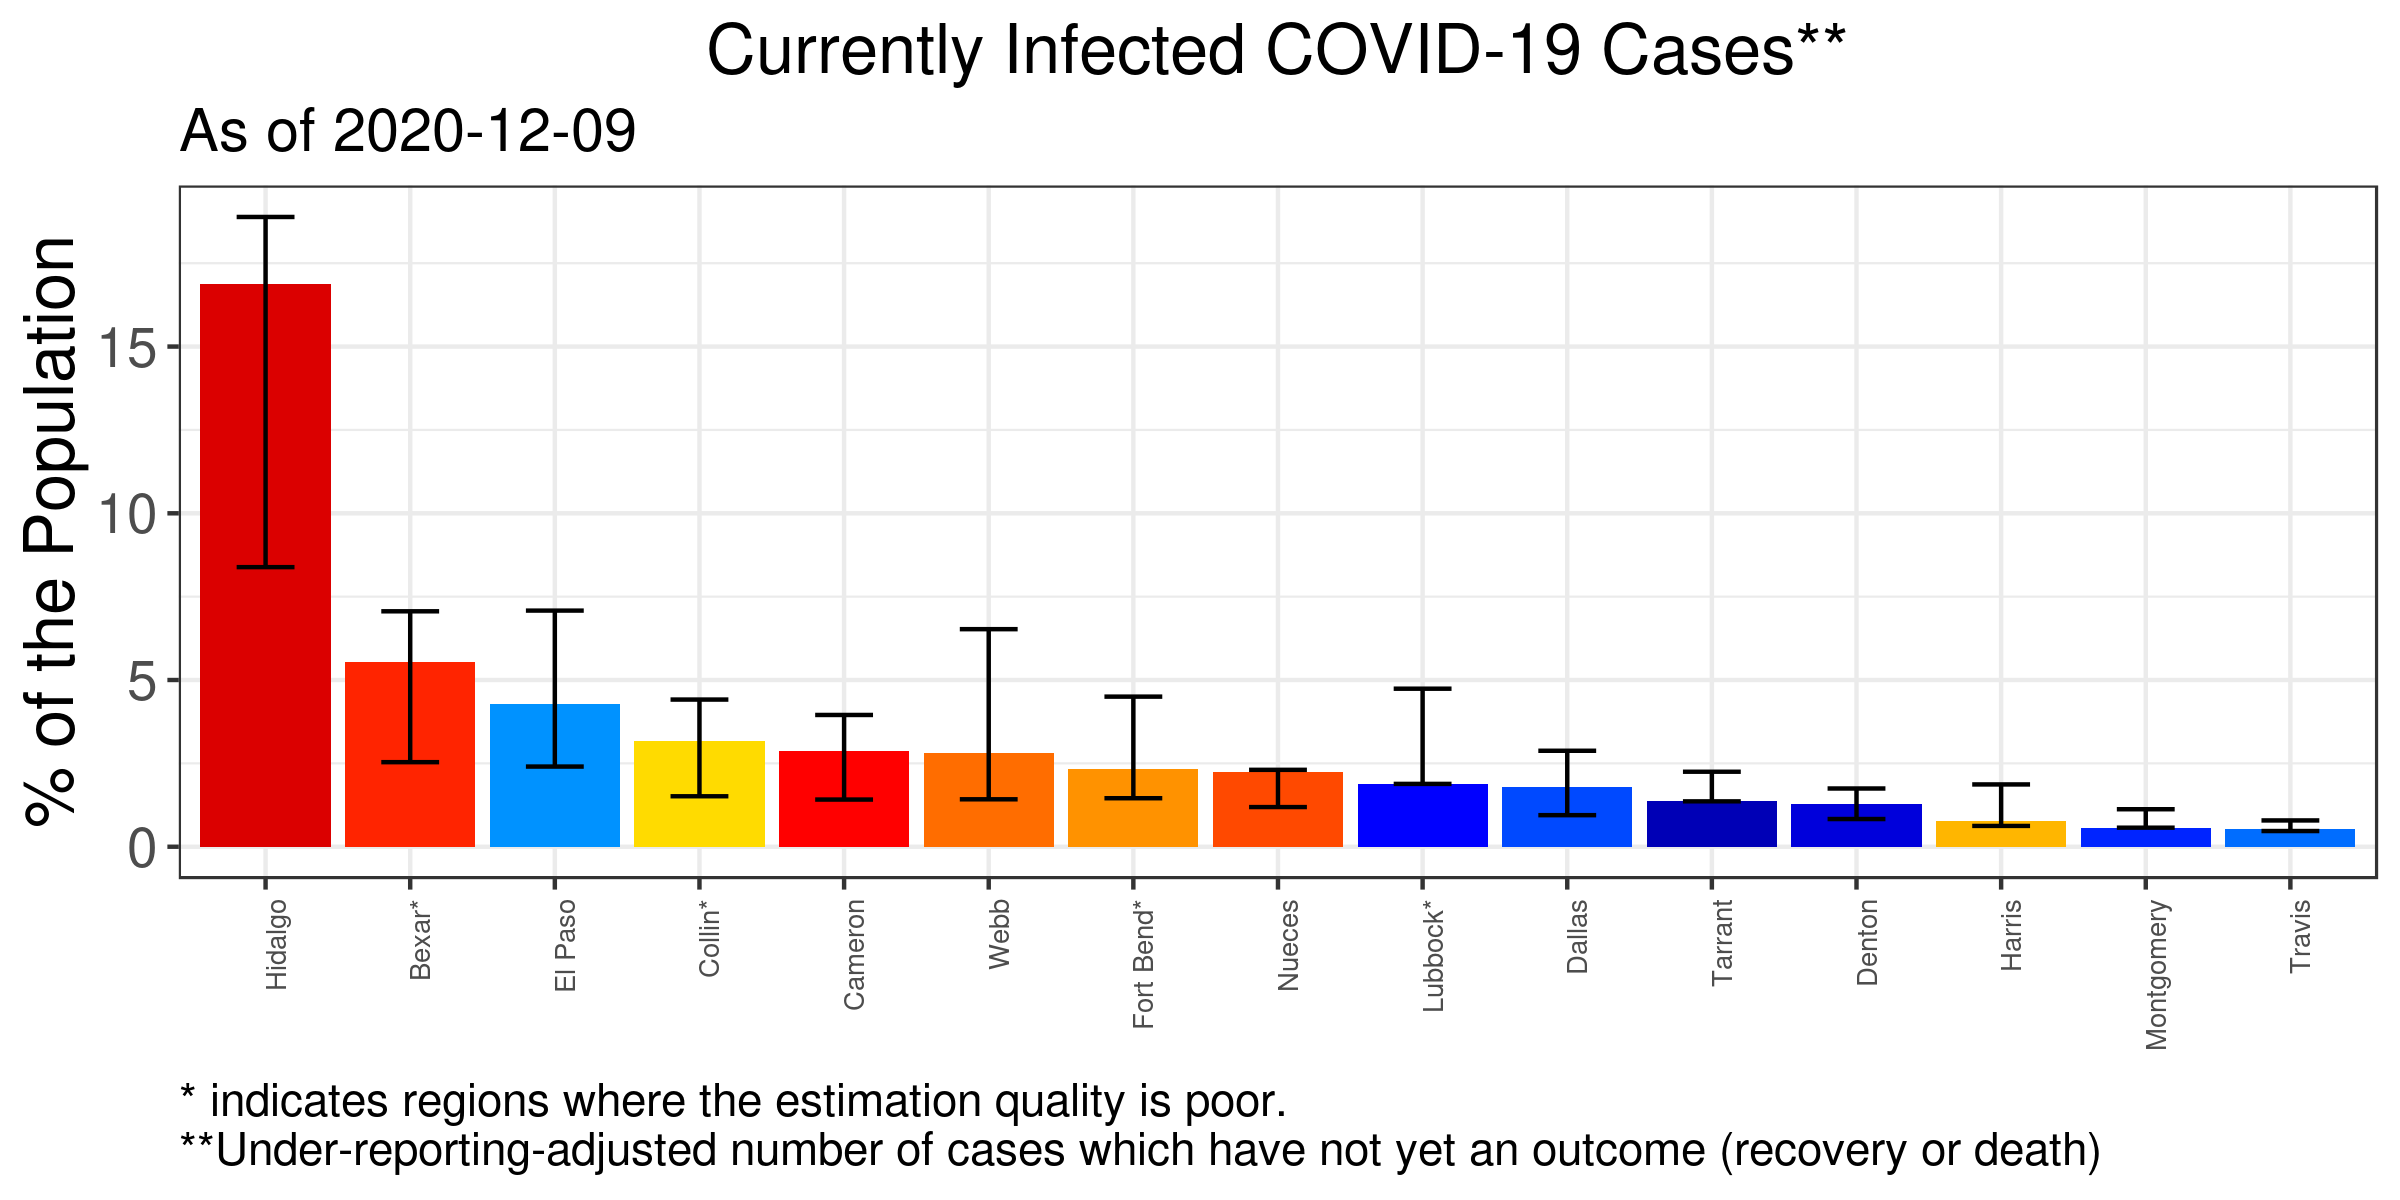 Currently Infected COVID-19 Cases**
As of 2020-12-09
% of the Population
15
10
5
0
Hidalgo
Bexar*
El Paso
Collin*
Cameron
Webb
Fort Bend*
Nueces
Lubbock*
Dallas
Tarrant
Denton
Harris
Montgomery
Travis
* indicates regions where the estimation quality is poor.
**Under-reporting-adjusted number of cases which have not yet an outcome (recovery or death)